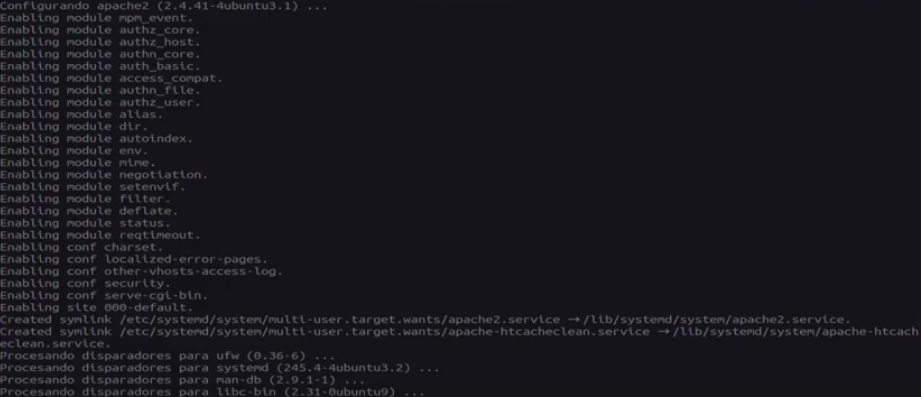 Configurando apache2 (2.4.41-4ubuntu3.1) ...
Enabling module mpm_event.
Enabling module authz_core.
Enabling module authz_host.
Enabling module authn_core.
Enabling module auth_basic.
Enabling module access_compat.
Enabling module authn_file.
Enabling module authz_user.
Enabling module alias.
Enabling module dir.
Enabling module autoindex.
Enabling module env.
Enabling module mime.
Enabling module negotiation.
Enabling module setenvif.
Enabling module filter.
Enabling module deflate.
Enabling module status.
Enabling module reqtimeout.
Enabling conf charset.
Enabling conf localized-error-pages.
Enabling conf other-vhosts-access-log.
Enabling conf security.
Enabling conf serve-cgi-bin.
Enabling site 000-default.
Created symlink /etc/systemd/system/multi-user.target.wants/apache2.service → /lib/systemd/system/apache2.service.
Created symlink /etc/systemd/system/multi-user.target.wants/apache-htcacheclean.service → /lib/systemd/system/apache-htcach
eclean.service.
Procesando disparadores para ufw (0.36-6) ...
Procesando disparadores para systemd (245.4-4ubuntu3.2) ...
Procesando disparadores para man-db (2.9.1-1) ...
Procesando disparadores para libc-bin (2.31-0ubuntu9) ...